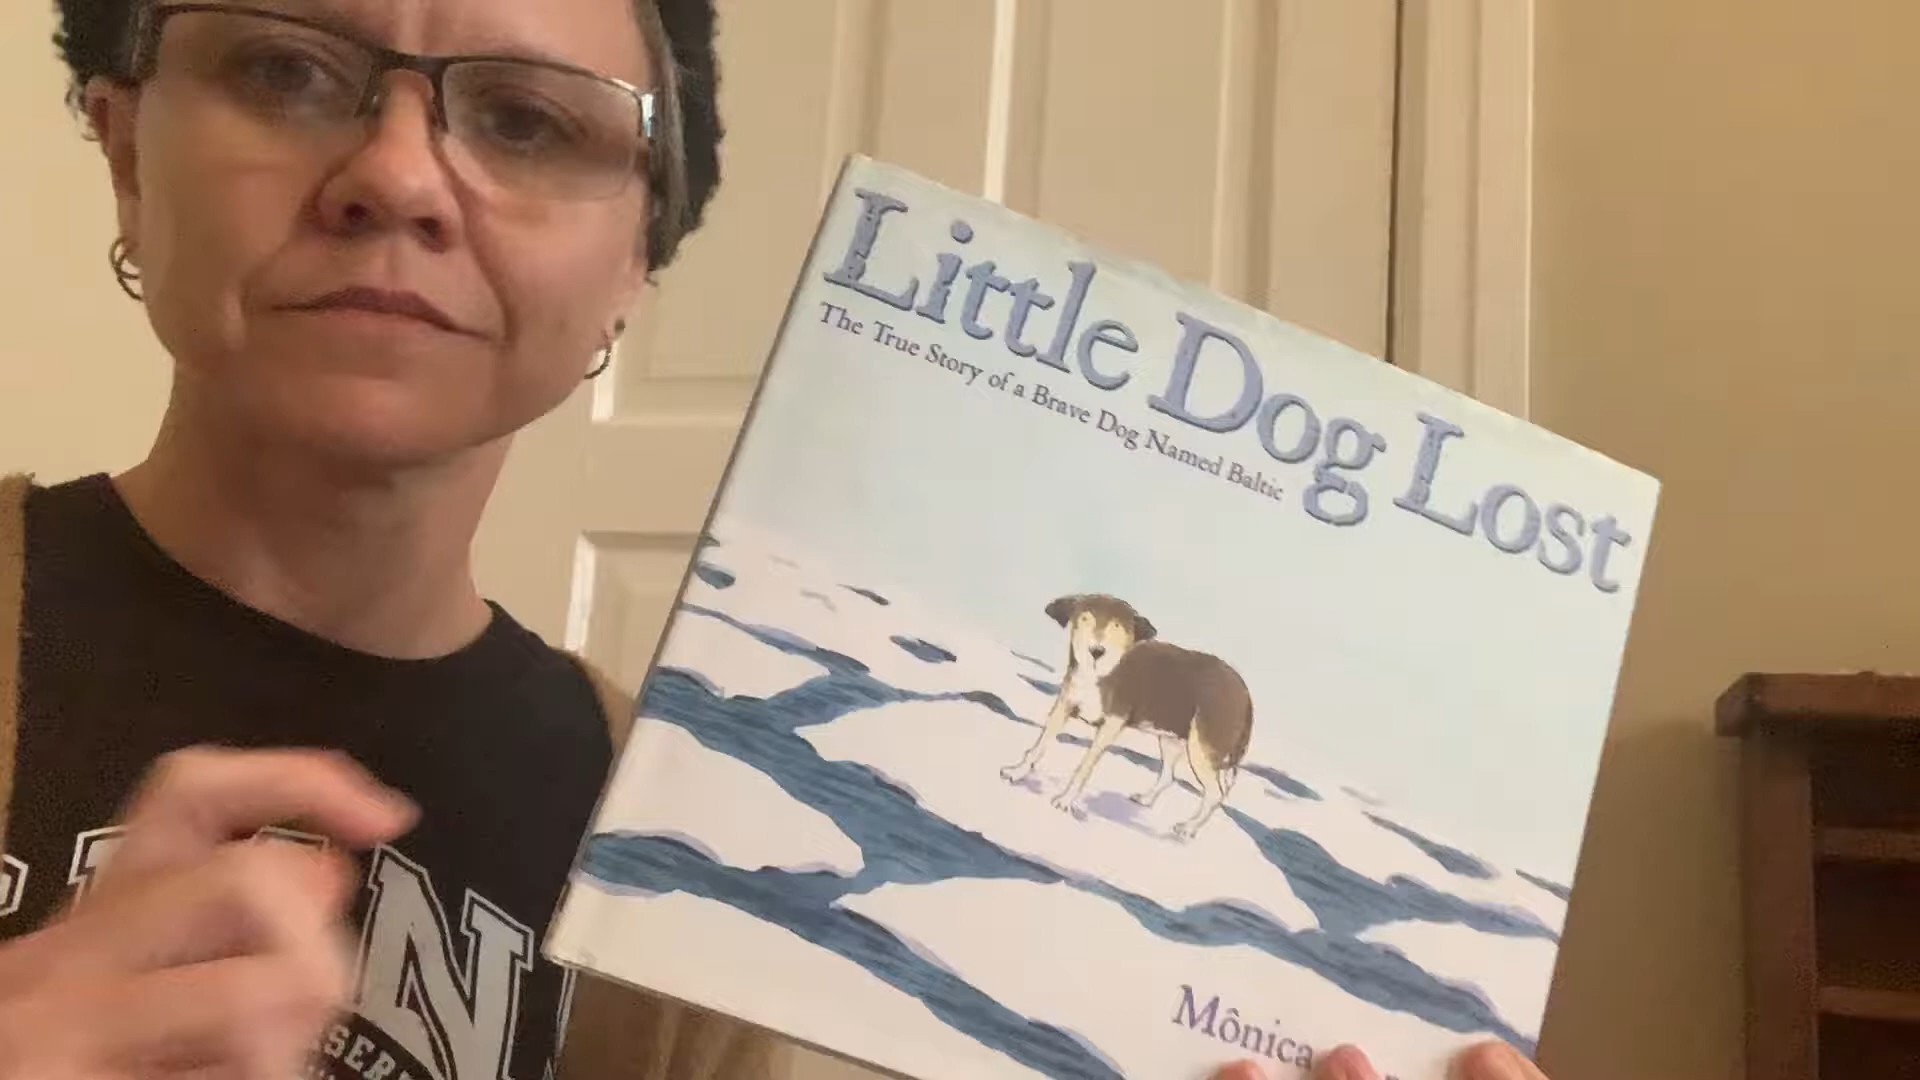 Little Dog Lost
The True Story of a Brave Dog Named Baltic
Mônica